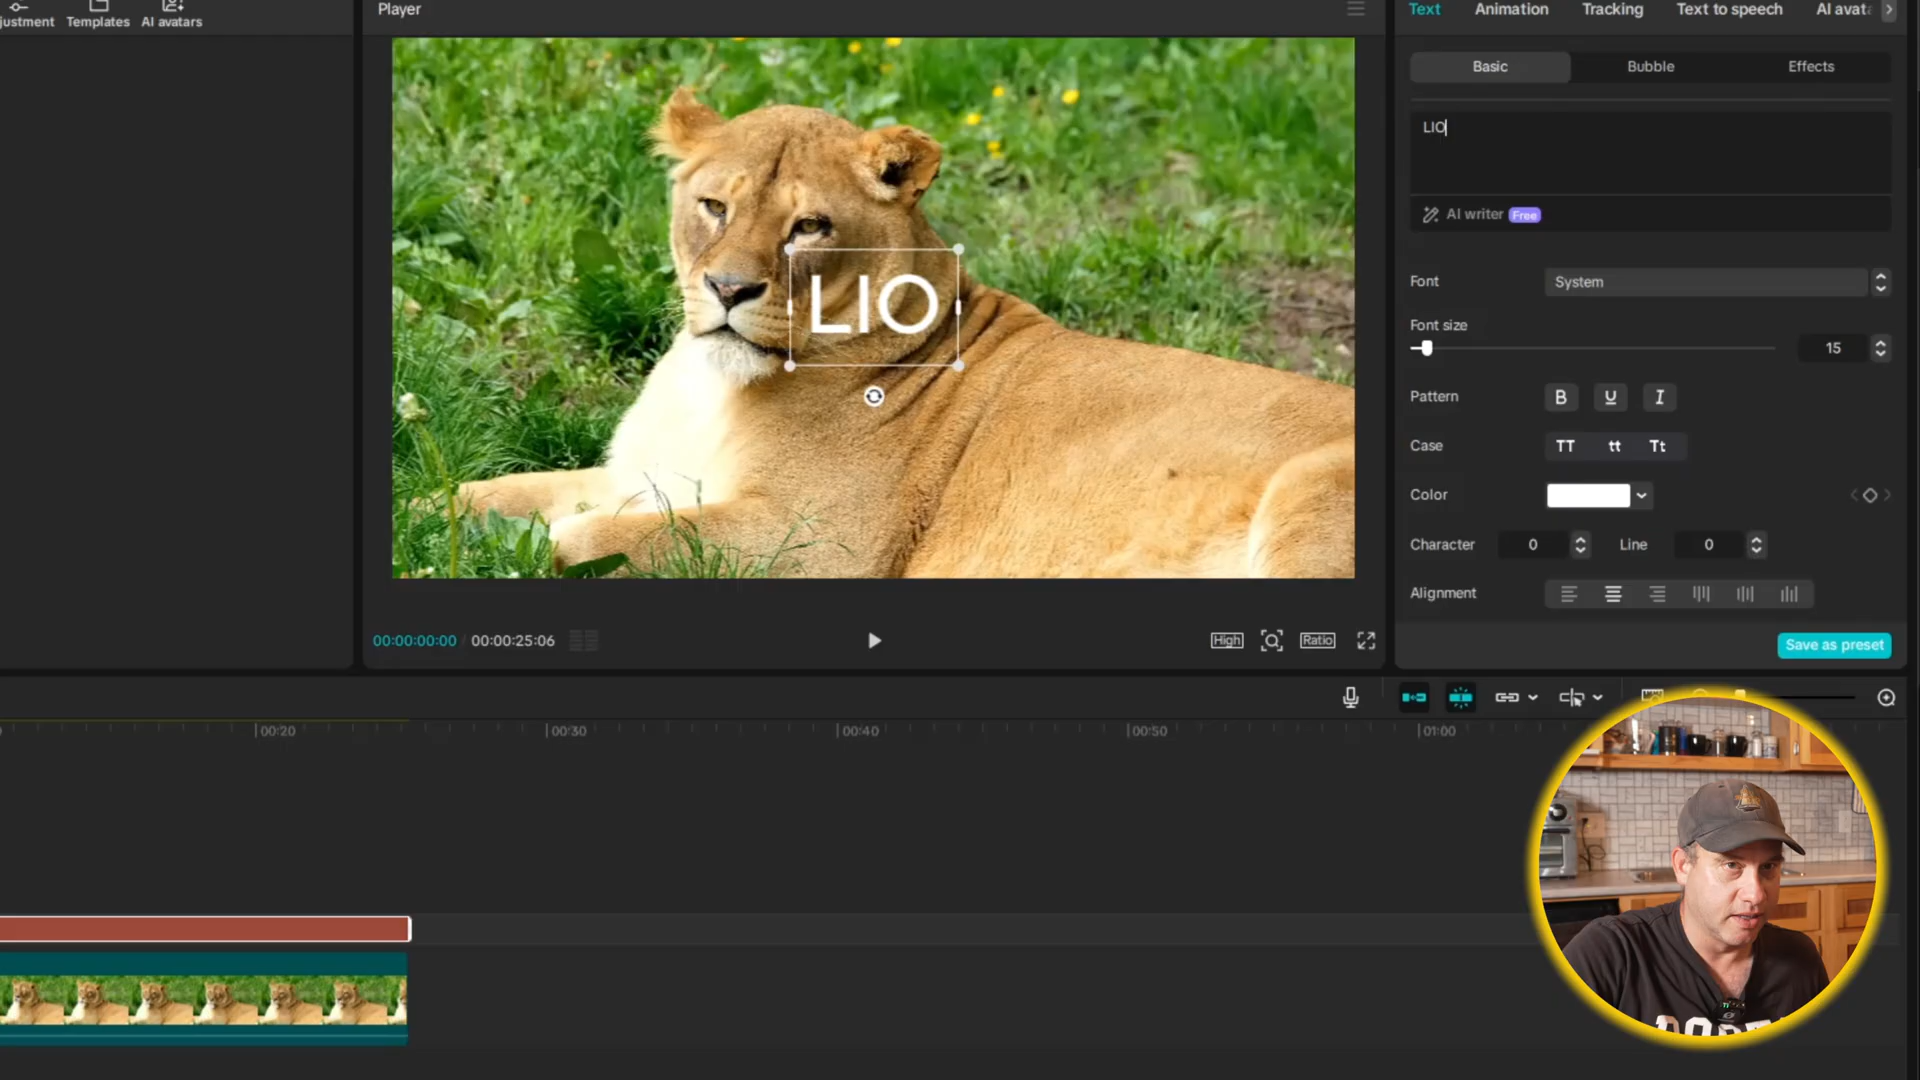 Templates
AI avatars
Player
Text
Animation
Tracking
Text to speech
Basic
Bubble
Effects
LIO
AI writer
Free
LIO
Font
System
Font size
15
Pattern
B
U
I
Case
TT
tt
Tt
Color
Character
0
Line
0
Alignment
00:00:00:00 / 00:00:25:06
High
Ratio
Save as preset
00:20
00:30
00:40
00:50
01:00